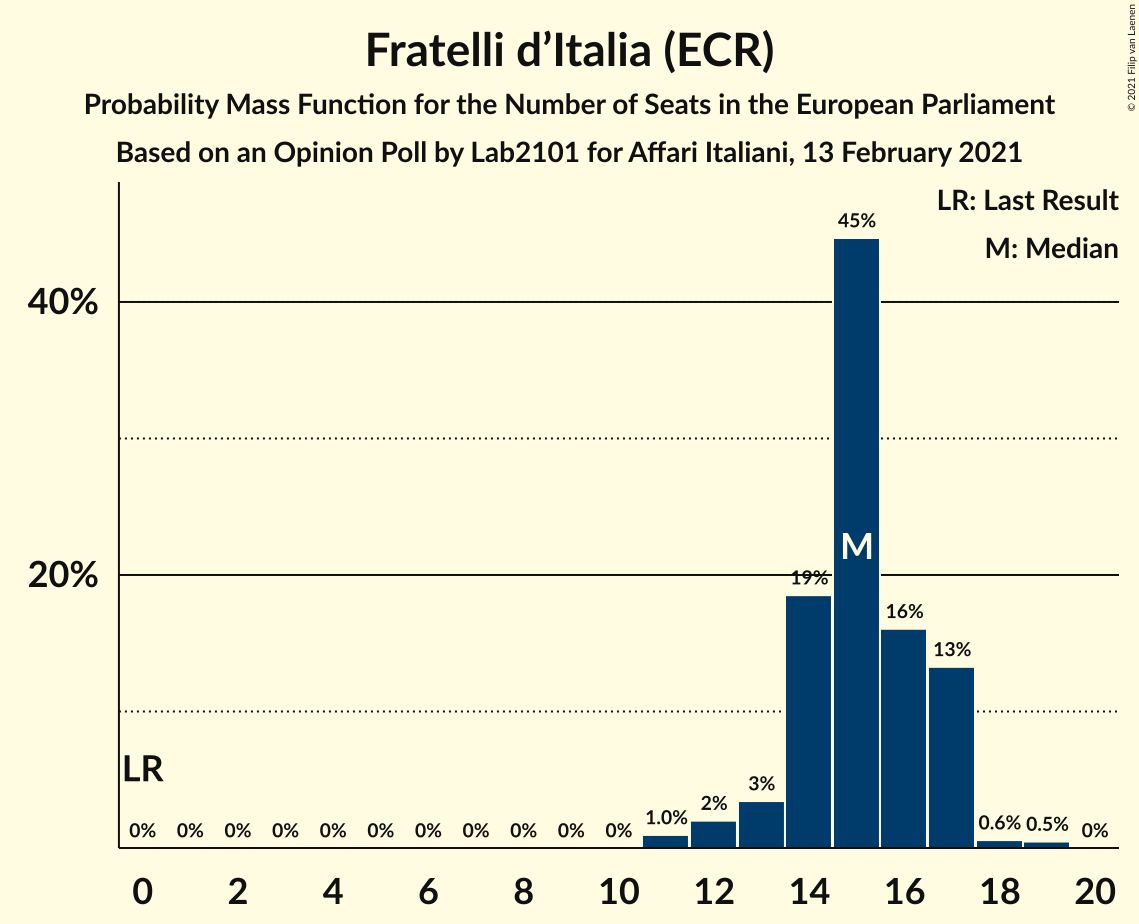 Fratelli d’Italia (ECR)
Probability Mass Function for the Number of Seats in the European Parliament
Based on an Opinion Poll by Lab2101 for Affari Italiani, 13 February 2021
© 2021 Filip van Laenen
LR: Last Result
M: Median
45%
40%
M
20%
19%
16%
13%
LR
3%
2%
1.0%
0.6%
0.5%
0% 0% 0% 0% 0% 0% 0% 0% 0% 0% 0% 0%
0 2 4 6 8 10 12 14 16 18 20